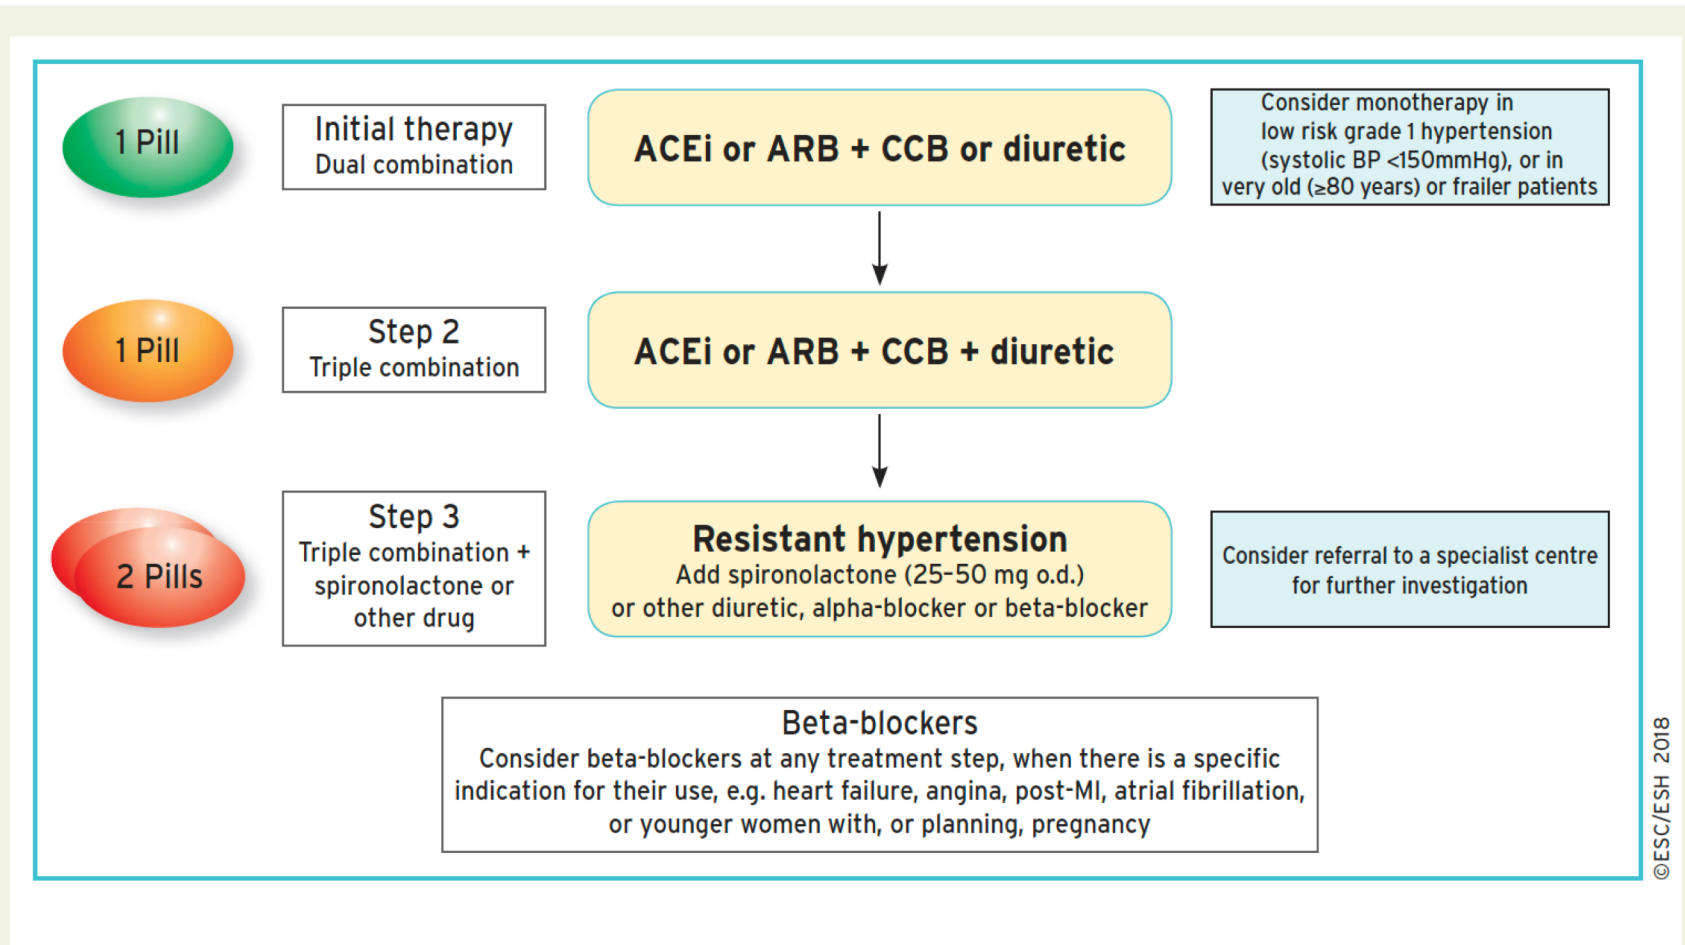 1 Pill
Initial therapy
Dual combination
ACEi or ARB + CCB or diuretic
Consider monotherapy in
low risk grade 1 hypertension
(systolic BP <150mmHg), or in
very old (≥80 years) or frailer patients
1 Pill
Step 2
Triple combination
ACEi or ARB + CCB + diuretic
2 Pills
Step 3
Triple combination +
spironolactone or
other drug
Resistant hypertension
Add spironolactone (25–50 mg o.d.)
or other diuretic, alpha-blocker or beta-blocker
Consider referral to a specialist centre
for further investigation
Beta-blockers
Consider beta-blockers at any treatment step, when there is a specific
indication for their use, e.g. heart failure, angina, post-MI, atrial fibrillation,
or younger women with, or planning, pregnancy
©ESC/ESH 2018